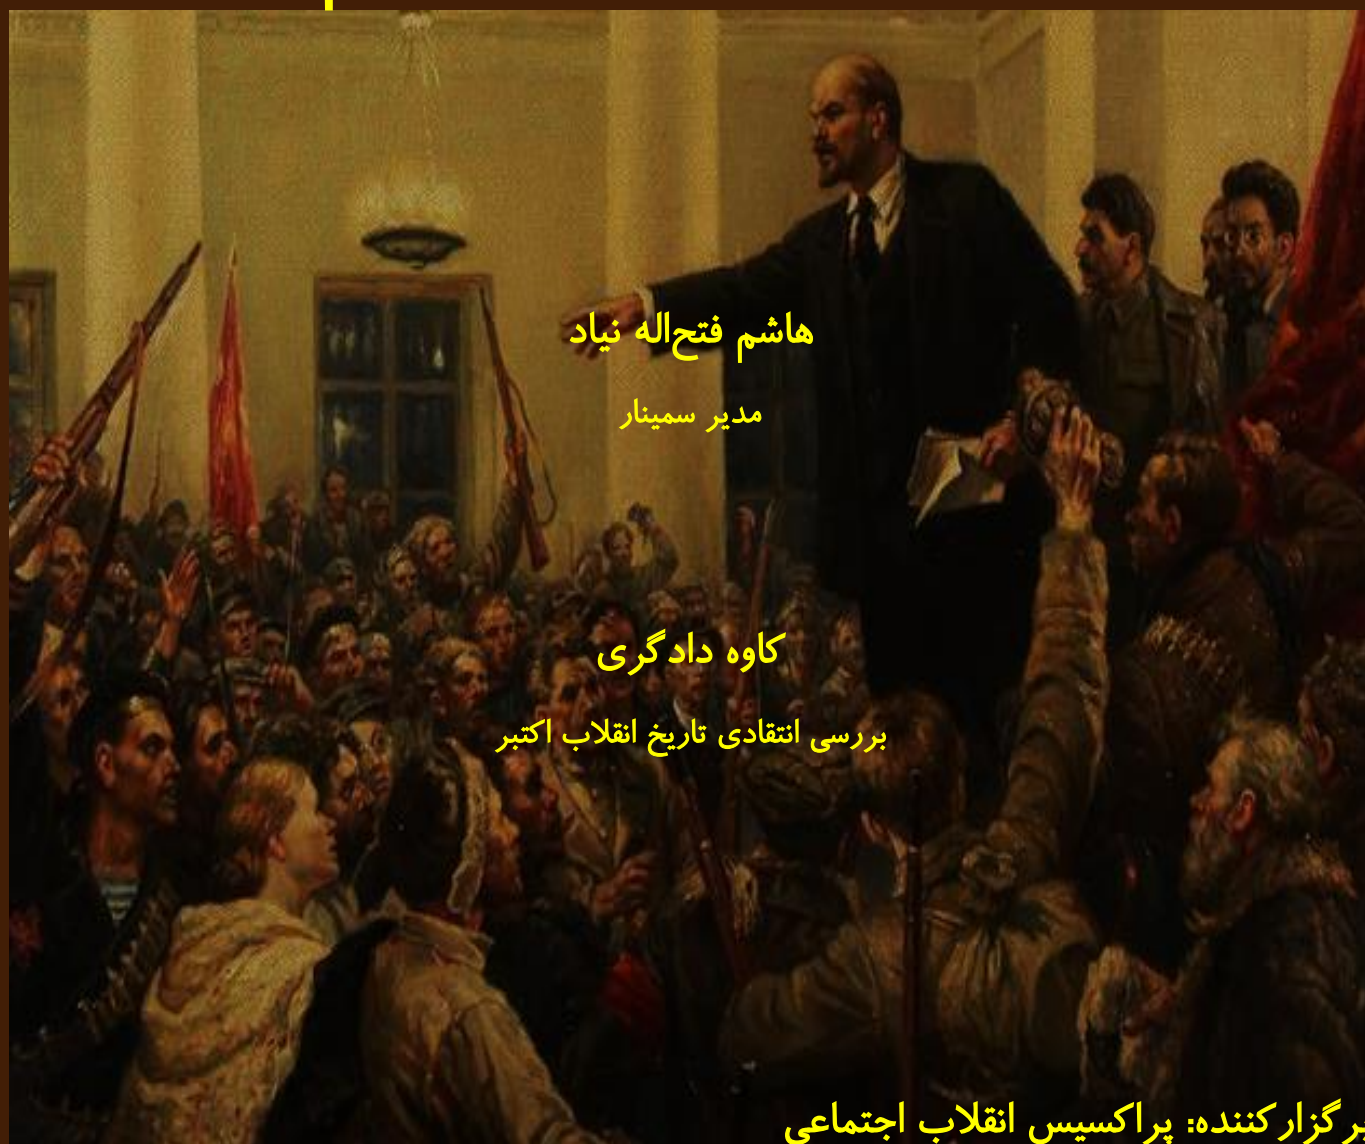 هاشم فتح‌اله نیاد
مدیر سمینار
کاوه دادگری
بررسی انتقادی تاریخ انقلاب اکتبر
برگزارکننده: پراکسیس انقلاب اجتماعی